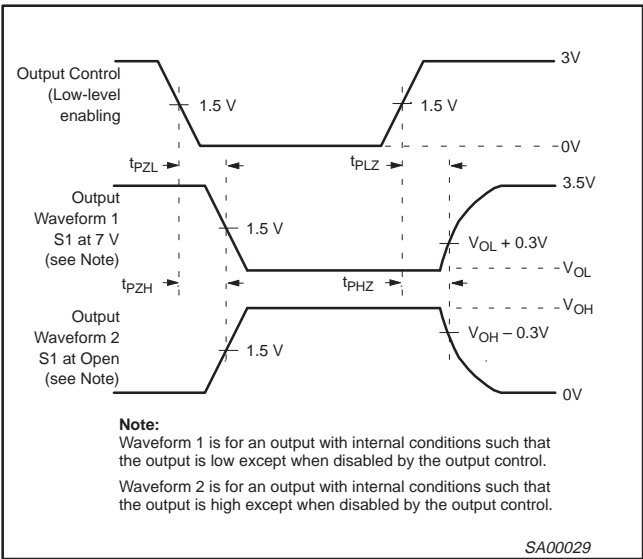 Output Control
(Low-level
enabling
1.5 V
1.5 V
3V
0V
tPZL
tPLZ
Output
Waveform 1
S1 at 7 V
(see Note)
1.5 V
3.5V
VOL + 0.3V
VOL
tPZH
tPHZ
VOH
Output
Waveform 2
S1 at Open
(see Note)
1.5 V
VOH – 0.3V
0V
Note:
Waveform 1 is for an output with internal conditions such that
the output is low except when disabled by the output control.
Waveform 2 is for an output with internal conditions such that
the output is high except when disabled by the output control.
SA00029